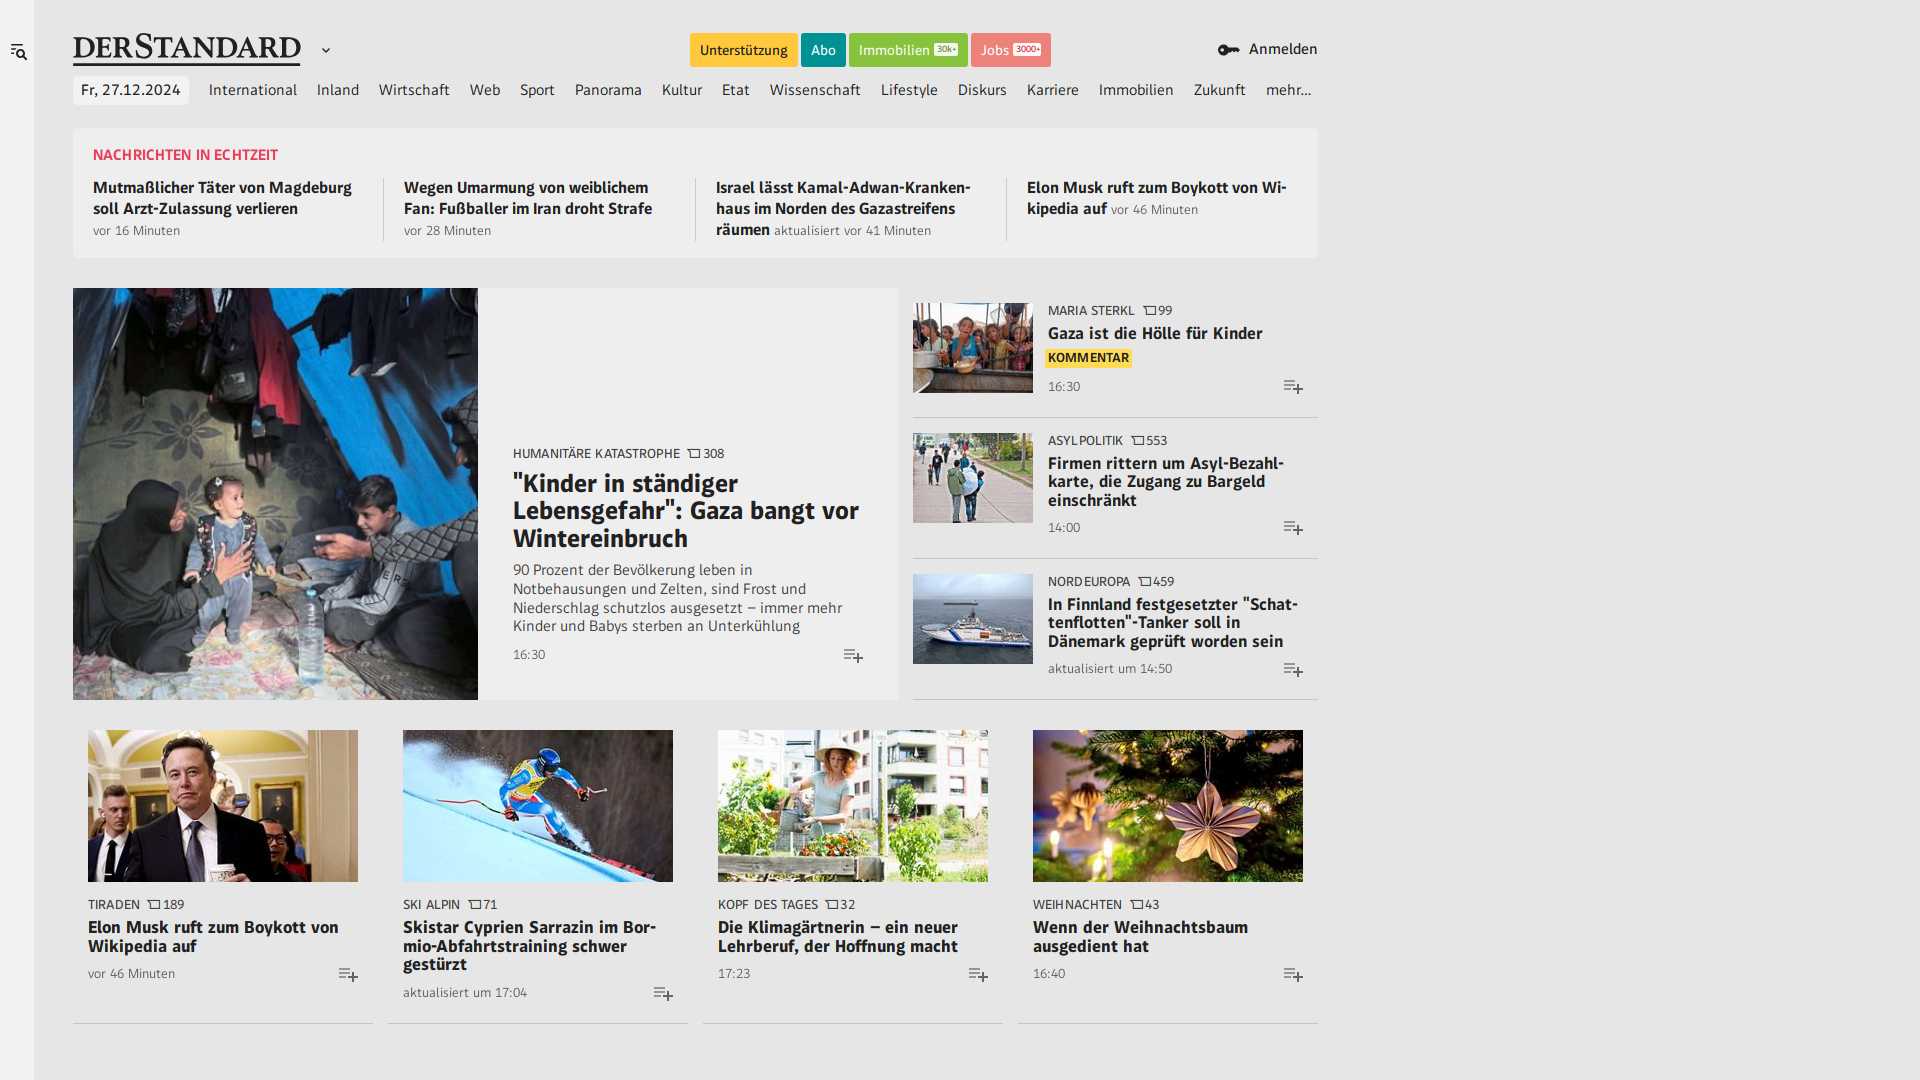 DERSTANDARD
Unterstützung
Abo
Immobilien 30k+
Jobs 3000+
Anmelden
Fr, 27.12.2024
International
Inland
Wirtschaft
Web
Sport
Panorama
Kultur
Etat
Wissenschaft
Lifestyle
Diskurs
Karriere
Immobilien
Zukunft
mehr...
NACHRICHTEN IN ECHTZEIT
Mutmaßlicher Täter von Magdeburg
soll Arzt-Zulassung verlieren
vor 16 Minuten
Wegen Umarmung von weiblichem
Fan: Fußballer im Iran droht Strafe
vor 28 Minuten
Israel lässt Kamal-Adwan-Kranken-
haus im Norden des Gazastreifens
räumen aktualisiert vor 41 Minuten
Elon Musk ruft zum Boykott von Wi-
kipedia auf vor 46 Minuten
HUMANITÄRE KATASTROPHE 308
"Kinder in ständiger
Lebensgefahr": Gaza bangt vor
Wintereinbruch
90 Prozent der Bevölkerung leben in
Notbehausungen und Zelten, sind Frost und
Niederschlag schutzlos ausgesetzt – immer mehr
Kinder und Babys sterben an Unterkühlung
16:30
MARIA STERKL 99
Gaza ist die Hölle für Kinder
KOMMENTAR
16:30
ASYLPOLITIK 553
Firmen rittern um Asyl-Bezahl-
karte, die Zugang zu Bargeld
einschränkt
14:00
NORDEUROPA 459
In Finnland festgesetzter "Schat-
tenflotten"-Tanker soll in
Dänemark geprüft worden sein
aktualisiert um 14:50
TIRADEN 189
Elon Musk ruft zum Boykott von
Wikipedia auf
vor 46 Minuten
SKI ALPIN 71
Skistar Cyprien Sarrazin im Bor-
mio-Abfahrtstraining schwer
gestürzt
aktualisiert um 17:04
KOPF DES TAGES 32
Die Klimagärtnerin – ein neuer
Lehrberuf, der Hoffnung macht
17:23
WEIHNACHTEN 43
Wenn der Weihnachtsbaum
ausgedient hat
16:40